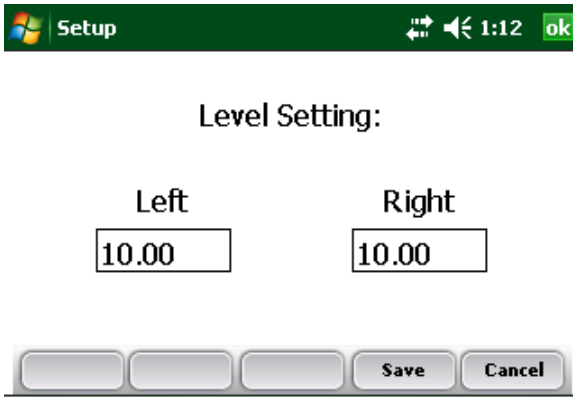 Setup 1:12 ok
Level Setting:
Left Right
10.00 10.00
Save Cancel